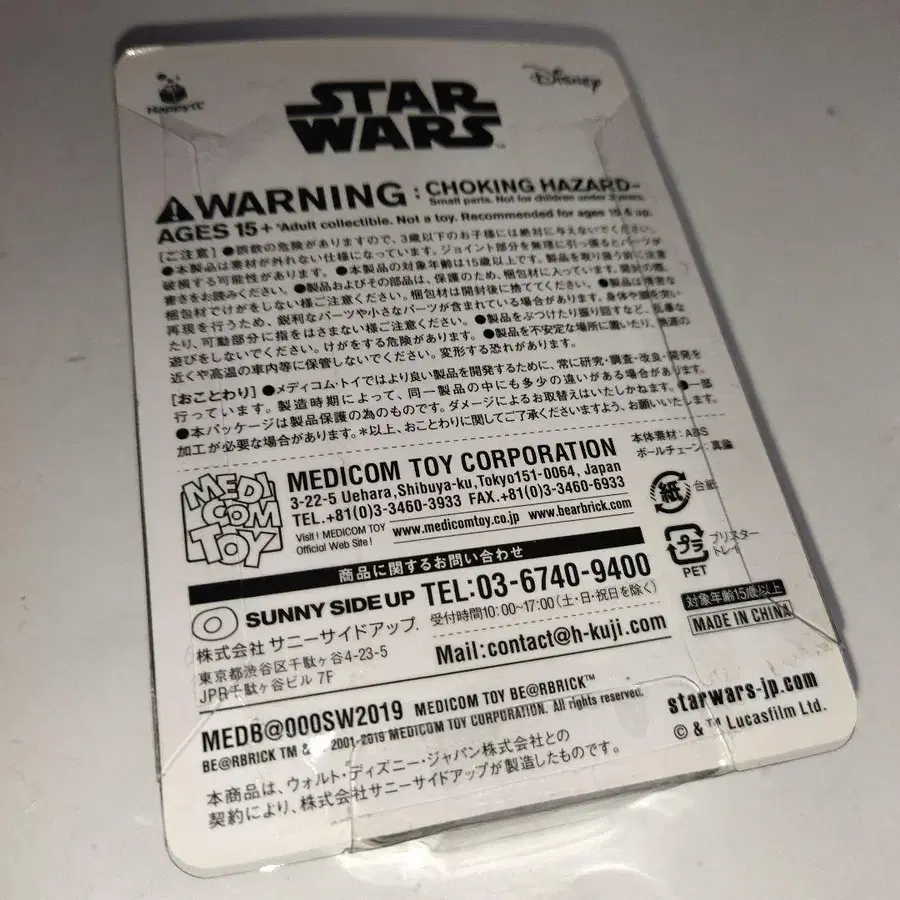 Happyくじ
STAR
WARS™
Disney
WARNING : CHOKING HAZARD-
Small parts. Not for children under 3 years.
AGES 15+ *Adult collectible. Not a toy. Recommended for ages 15 & up.
[ご注意] ●誤飲の危険がありますので、3歳以下のお子様には絶対に与えないでください。
●本製品は素材が外れない仕様になっています。ジョイント部分を無理に引っ張るとパーツが
破損する可能性があります。●本製品の対象年齢は15歳以上です。製品を取り扱う前に注意
書きをお読みください。●製品およびその部品は、保護のため、梱包材に入っています。開封の際、
梱包材でけがをしない様ご注意ください。梱包材は開封後に捨ててください。●製品は精密な
再現を行うため、鋭利なパーツや小さなパーツが含まれている場合があります。身体や頭を突い
たり、可動部分に指をはさまない様ご注意ください。●製品をぶつけたり振り回すなど、乱暴な
遊びをしないでください。けがをする危険があります。●製品を不安定な場所に置いたり、熱源の
近くや高温の車内等に保管しないでください。変形する恐れがあります。
[おことわり] ●メディコム・トイではより良い製品を開発するために、常に研究・調査・改良・開発を
行っています。製造時期によって、同一製品の中にも多少の違いがある場合があります。
●本パッケージは製品保護の為のものです。ダメージによるお取替えはいたしかねます。●一部
加工が必要な場合があります。*以上、おことわりに関してご了承くださいますよう、お願いいたします。
MEDI
COM
TOY
MEDICOM TOY CORPORATION
3-22-5 Uehara,Shibuya-ku,Tokyo151-0064, Japan
TEL.+81(0)3-3460-3933 FAX.+81(0)3-3460-6933
Visit ! MEDICOM TOY
Official Web Site !
www.medicomtoy.co.jp www.bearbrick.com
本体素材：ABS
ボールチェーン：真鍮
紙 台紙
プラ ブリスター
トレイ
PET
商品に関するお問い合わせ
SUNNY SIDE UP
株式会社 サニーサイドアップ
東京都渋谷区千駄ヶ谷4-23-5
JPR千駄ヶ谷ビル 7F
TEL:03-6740-9400
受付時間10:00~17:00(土・日・祝日を除く)
Mail:contact@h-kuji.com
対象年齢15歳以上
MADE IN CHINA
MEDB@000SW2019 MEDICOM TOY BE@RBRICK™
BE@RBRICK TM & 2001-2019 MEDICOM TOY CORPORATION. All rights reserved.
starwars-jp.com
© & ™ Lucasfilm Ltd.
本商品は、ウォルト・ディズニー・ジャパン株式会社との
契約により、株式会社サニーサイドアップが製造したものです。